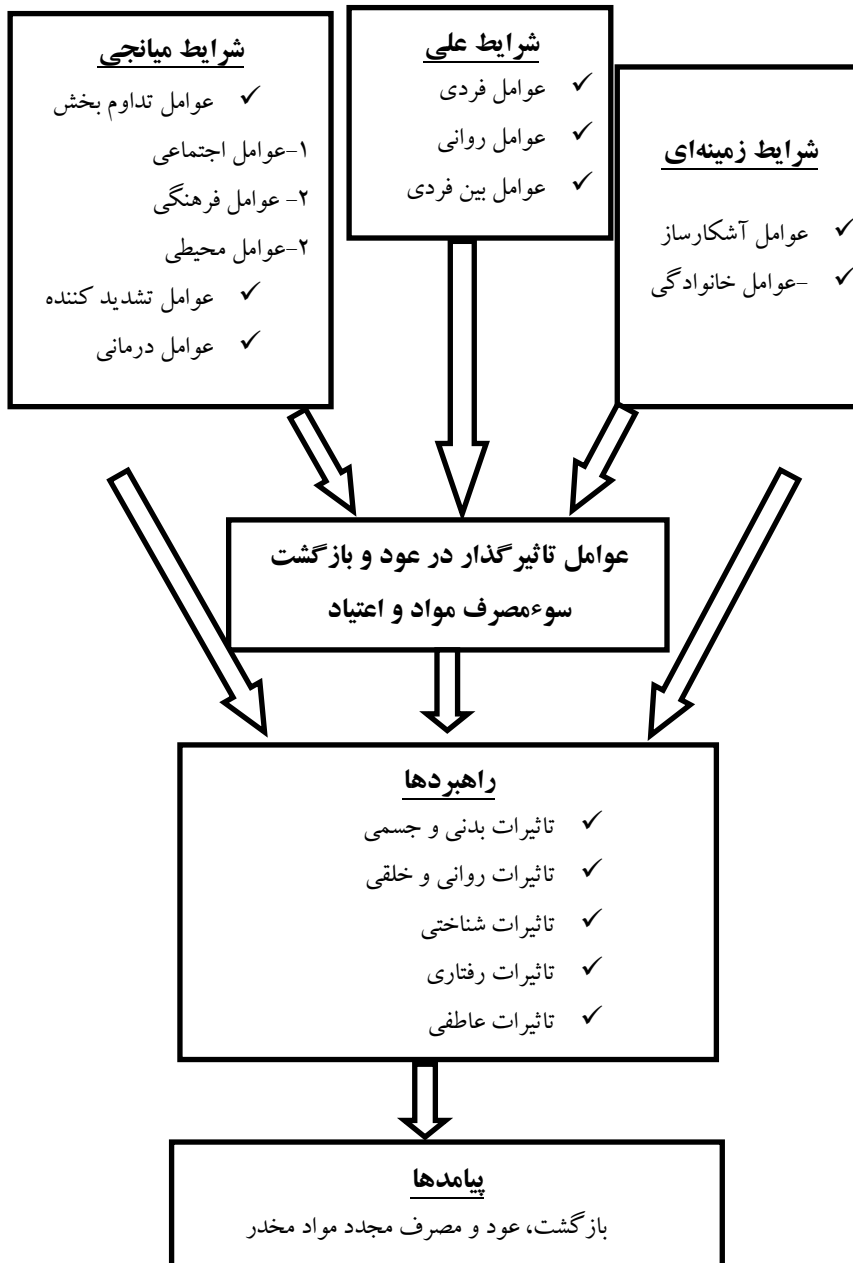 شرایط زمینه‌ای
✓ عوامل آشکارساز
✓ -عوامل خانوادگی
شرایط علی
✓ عوامل فردی
✓ عوامل روانی
✓ عوامل بین فردی
شرایط میانجی
✓ عوامل تداوم بخش
۱-عوامل اجتماعی
۲- عوامل فرهنگی
۲-عوامل محیطی
✓ عوامل تشدید کننده
✓ عوامل درمانی
عوامل تاثیرگذار در عود و بازگشت
سوءمصرف مواد و اعتیاد
راهبردها
✓ تاثیرات بدنی و جسمی
✓ تاثیرات روانی و خلقی
✓ تاثیرات شناختی
✓ تاثیرات رفتاری
✓ تاثیرات عاطفی
پیامدها
بازگشت، عود و مصرف مجدد مواد مخدر